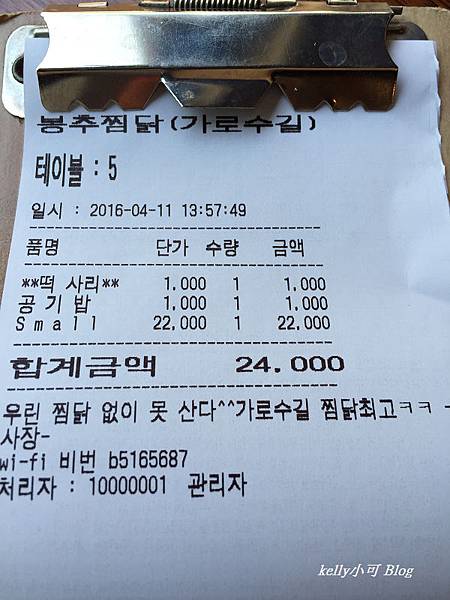 봉추찜닭(가로수길)
테이블 : 5
일시 : 2016-04-11 13:57:49
품명 단가 수량 금액
**떡 사리** 1,000 1 1,000
공기밥 1,000 1 1,000
Small 22,000 1 22,000
합계금액 24.000
우린 찜닭 없이 못 산다^^가로수길 찜닭최고ㅋㅋ -
사장-
wi-fi 비번 b5165687
처리자 : 10000001 관리자
kelly小可 Blog